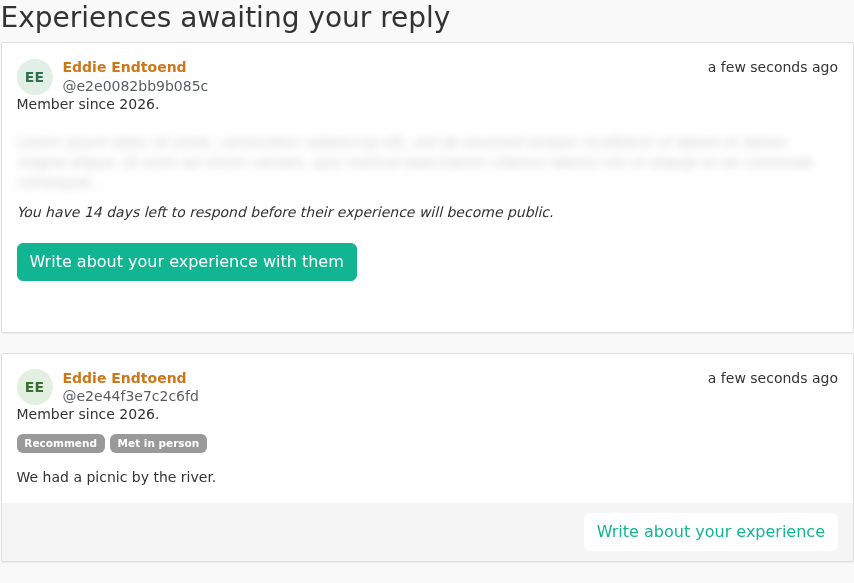 Experiences awaiting your reply
EE
Eddie Endtoend
a few seconds ago
@e2e0082bb9b085c
Member since 2026.
You have 14 days left to respond before their experience will become public.
Write about your experience with them
EE
Eddie Endtoend
a few seconds ago
@e2e44f3e7c2c6fd
Member since 2026.
Recommend Met in person
We had a picnic by the river.
Write about your experience